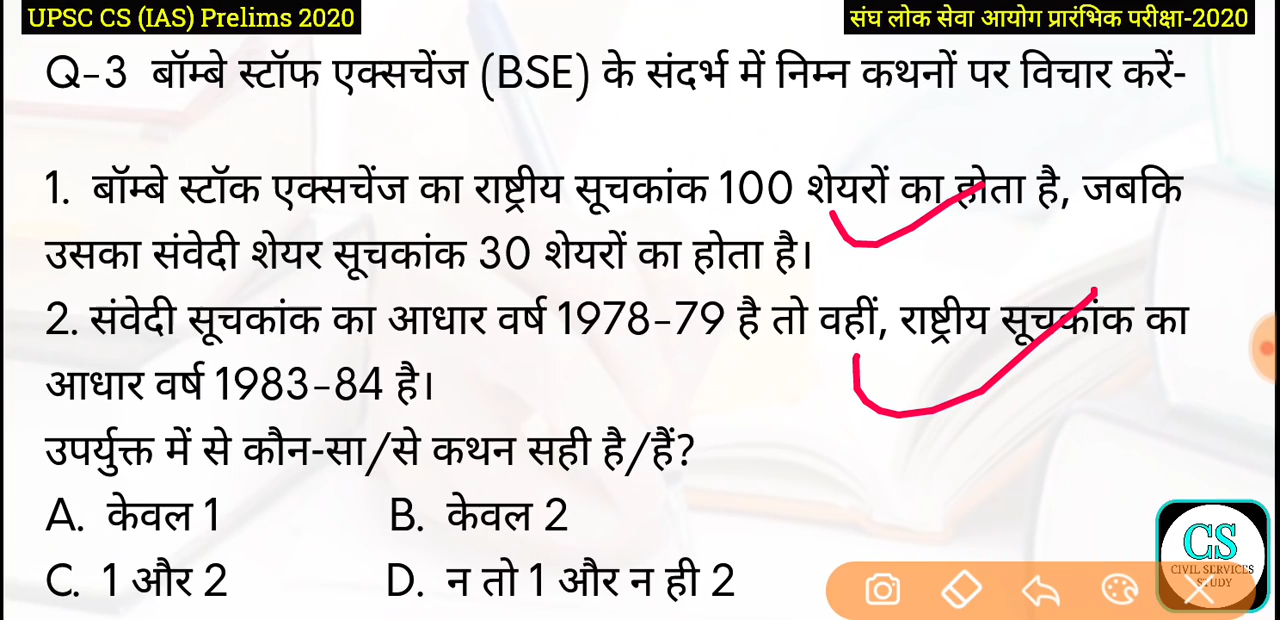 UPSC CS (IAS) Prelims 2020
संघ लोक सेवा आयोग प्रारंभिक परीक्षा-2020
Q-3 बॉम्बे स्टॉफ एक्सचेंज (BSE) के संदर्भ में निम्न कथनों पर विचार करें-
1. बॉम्बे स्टॉक एक्सचेंज का राष्ट्रीय सूचकांक 100 शेयरों का होता है, जबकि
उसका संवेदी शेयर सूचकांक 30 शेयरों का होता है।
2. संवेदी सूचकांक का आधार वर्ष 1978-79 है तो वहीं, राष्ट्रीय सूचकांक का
आधार वर्ष 1983-84 है।
उपर्युक्त में से कौन-सा/से कथन सही है/हैं?
A. केवल 1 B. केवल 2
C. 1 और 2 D. न तो 1 और न ही 2
CS
CIVIL SERVICES
STUDY